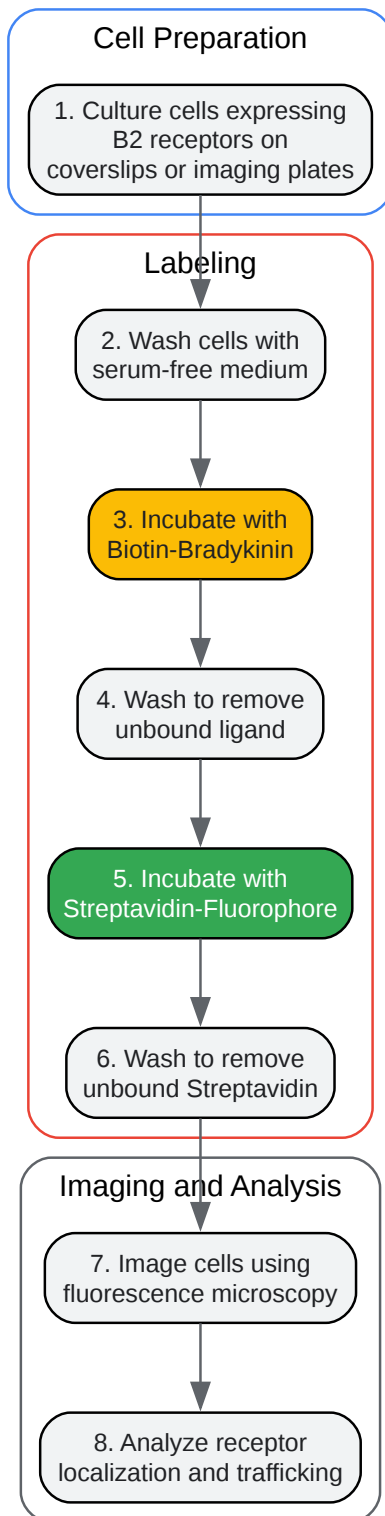 Cell Preparation
1. Culture cells expressing
B2 receptors on
coverslips or imaging plates
Labeling
2. Wash cells with
serum-free medium
3. Incubate with
Biotin-Bradykinin
4. Wash to remove
unbound ligand
5. Incubate with
Streptavidin-Fluorophore
6. Wash to remove
unbound Streptavidin
Imaging and Analysis
7. Image cells using
fluorescence microscopy
8. Analyze receptor
localization and trafficking